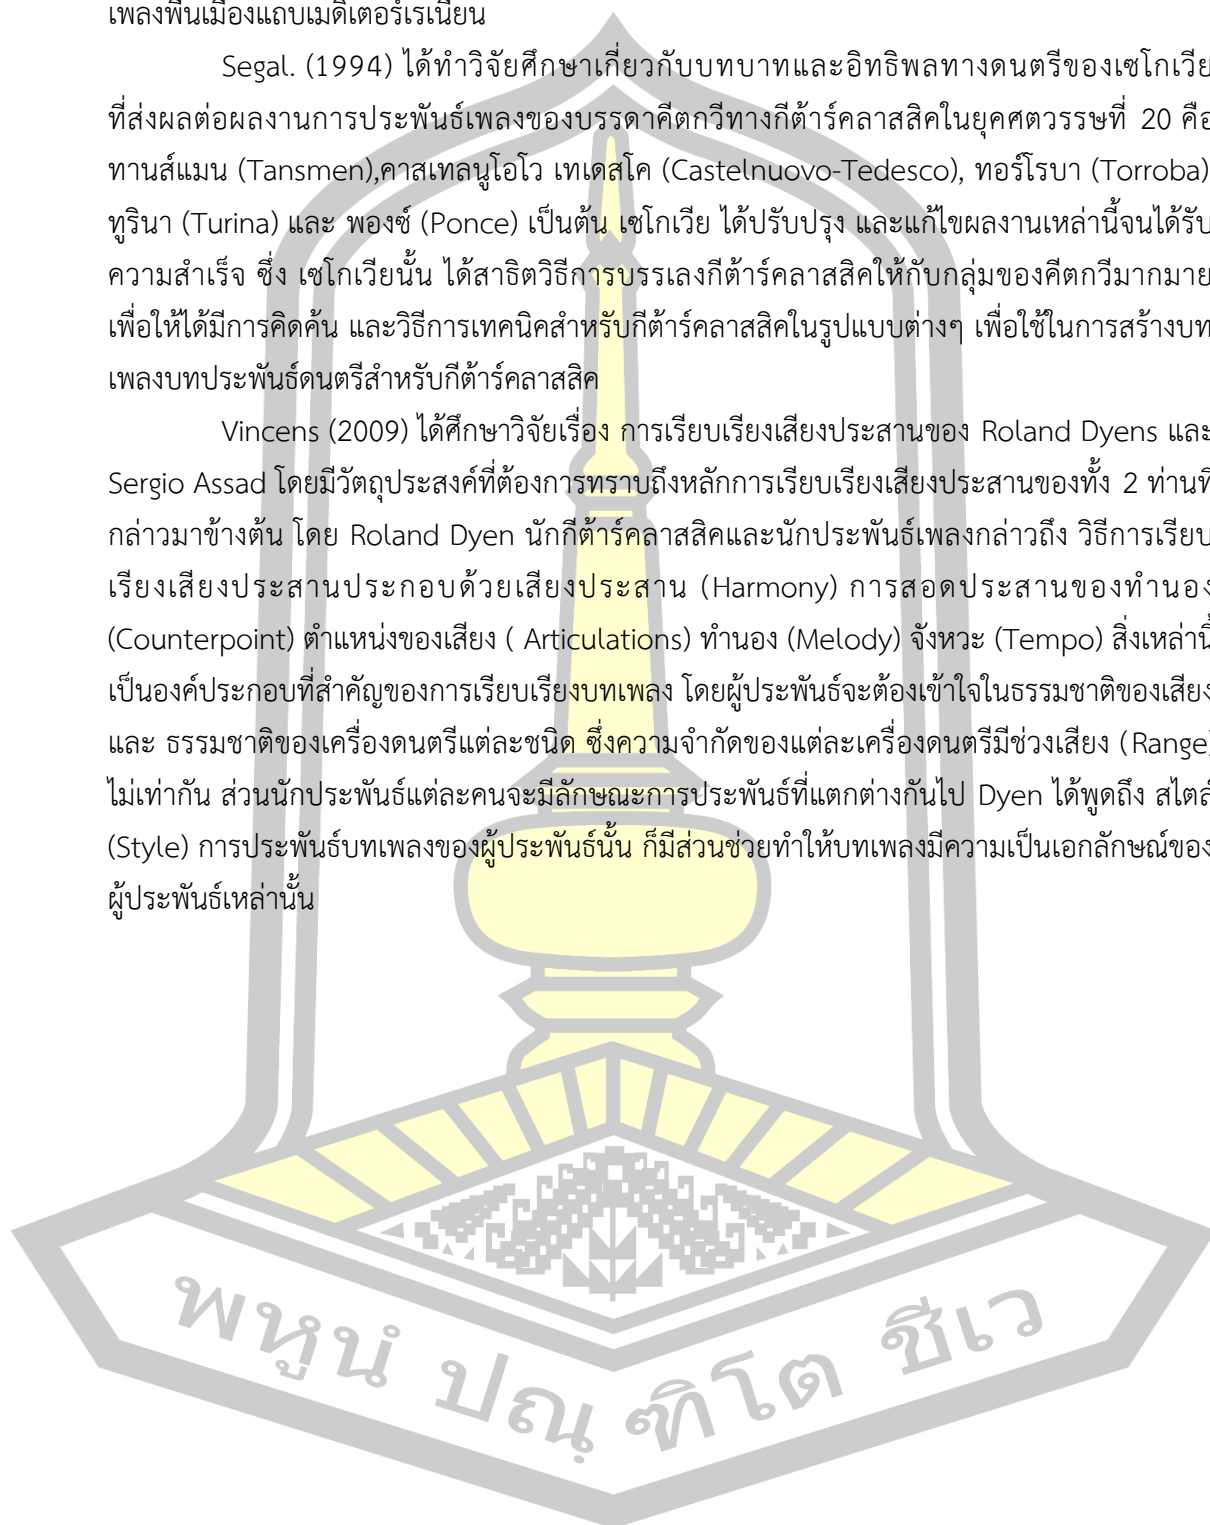 เพลงพื้นเมืองแถบเมดิเตอร์เรเนียน
Segal. (1994) ได้ทำวิจัยศึกษาเกี่ยวกับบทบาทและอิทธิพลทางดนตรีของเซโกเวีย
ที่ส่งผลต่อผลงานการประพันธ์เพลงของบรรดาคีตกวีทางกีต้าร์คลาสสิคในยุคศตวรรษที่ 20 คือ
ทานส์แมน (Tansmen),คาสเทลนูโอโว เทเดสโค (Castelnuovo-Tedesco), ทอร์โรบา (Torroba)
ทูรินา (Turina) และ พองซ์ (Ponce) เป็นต้น เซโกเวีย ได้ปรับปรุง และแก้ไขผลงานเหล่านี้จนได้รับ
ความสำเร็จ ซึ่ง เซโกเวียนั้น ได้สาธิตวิธีการบรรเลงกีต้าร์คลาสสิคให้กับกลุ่มของคีตกวีมากมาย
เพื่อให้ได้มีการคิดค้น และวิธีการเทคนิคสำหรับกีต้าร์คลาสสิคในรูปแบบต่างๆ เพื่อใช้ในการสร้างบท
เพลงบทประพันธ์ดนตรีสำหรับกีต้าร์คลาสสิค
Vincens (2009) ได้ศึกษาวิจัยเรื่อง การเรียบเรียงเสียงประสานของ Roland Dyens และ
Sergio Assad โดยมีวัตถุประสงค์ที่ต้องการทราบถึงหลักการเรียบเรียงเสียงประสานของทั้ง 2 ท่านที่
กล่าวมาข้างต้น โดย Roland Dyen นักกีต้าร์คลาสสิคและนักประพันธ์เพลงกล่าวถึง วิธีการเรียบ
เรียงเสียงประสานประกอบด้วยเสียงประสาน (Harmony) การสอดประสานของทำนอง
(Counterpoint) ตำแหน่งของเสียง ( Articulations) ทำนอง (Melody) จังหวะ (Tempo) สิ่งเหล่านี้
เป็นองค์ประกอบที่สำคัญของการเรียบเรียงบทเพลง โดยผู้ประพันธ์จะต้องเข้าใจในธรรมชาติของเสียง
และ ธรรมชาติของเครื่องดนตรีแต่ละชนิด ซึ่งความจำกัดของแต่ละเครื่องดนตรีมีช่วงเสียง (Range)
ไม่เท่ากัน ส่วนนักประพันธ์แต่ละคนจะมีลักษณะการประพันธ์ที่แตกต่างกันไป Dyen ได้พูดถึง สไตล์
(Style) การประพันธ์บทเพลงของผู้ประพันธ์นั้น ก็มีส่วนช่วยทำให้บทเพลงมีความเป็นเอกลักษณ์ของ
ผู้ประพันธ์เหล่านั้น
พหูนํ ปณฺฑิโต ชีเว